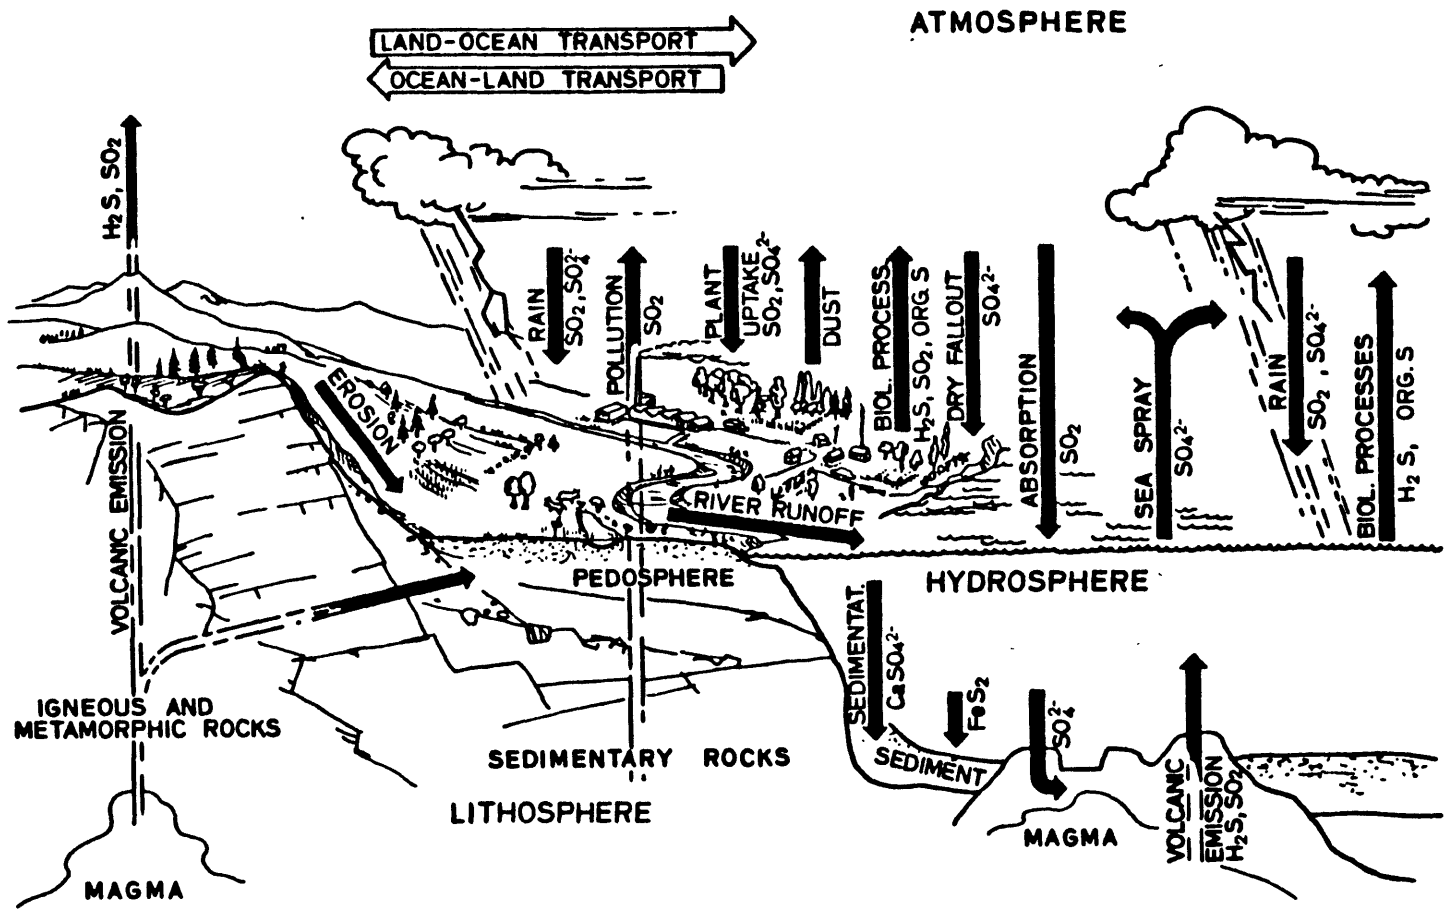 ATMOSPHERE
LAND-OCEAN TRANSPORT
OCEAN-LAND TRANSPORT
H₂S, SO₂
RAIN
SO₂, SO₄²⁻
POLLUTION
SO₂
PLANT
UPTAKE
SO₂, SO₄²⁻
DUST
BIOL. PROCESS.
H₂S, SO₂, ORG. S
DRY FALLOUT
SO₄²⁻
ABSORPTION
SO₂
SEA SPRAY
SO₄²⁻
RAIN
SO₂, SO₄²⁻
BIOL. PROCESSES
H₂S, ORG. S
EROSION
RIVER RUNOFF
VOLCANIC EMISSION
PEDOSPHERE
HYDROSPHERE
SEDIMENTAT.
CaSO₄²⁻
FeS₂
SO₄²⁻
IGNEOUS AND
METAMORPHIC ROCKS
SEDIMENTARY ROCKS
SEDIMENT
LITHOSPHERE
MAGMA
MAGMA
VOLCANIC
EMISSION
H₂S, SO₂